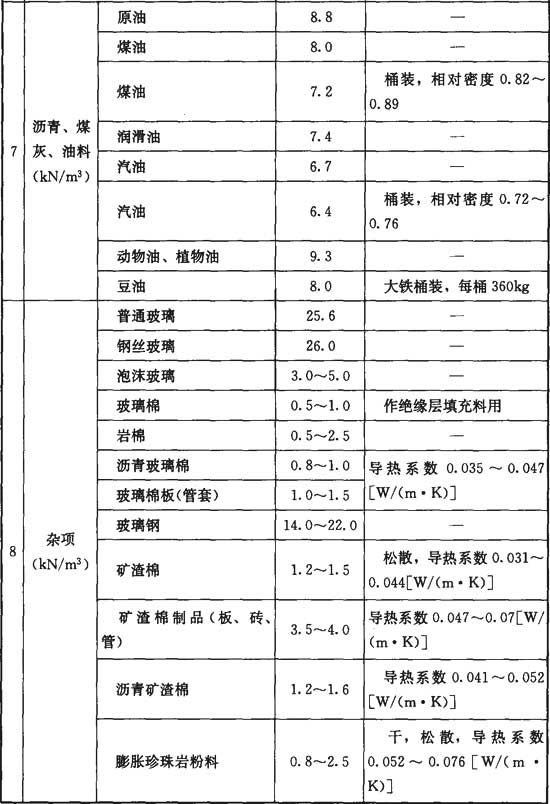 7
沥青、煤
灰、油料
(kN/m³)
原油 8.8 —
煤油 8.0 —
煤油 7.2 桶装，相对密度 0.82～
0.89
润滑油 7.4 —
汽油 6.7 —
汽油 6.4 桶装，相对密度 0.72～
0.76
动物油、植物油 9.3 —
豆油 8.0 大铁桶装，每桶 360kg
8
杂项
(kN/m³)
普通玻璃 25.6 —
钢丝玻璃 26.0 —
泡沫玻璃 3.0～5.0 —
玻璃棉 0.5～1.0 作绝缘层填充料用
岩棉 0.5～2.5 —
沥青玻璃棉 0.8～1.0 导热系数 0.035～0.047
玻璃棉板(管套) 1.0～1.5 [W/(m·K)]
玻璃钢 14.0～22.0 —
矿渣棉 1.2～1.5 松散，导热系数 0.031～
0.044[W/(m·K)]
矿渣棉制品(板、砖、 3.5～4.0 导热系数 0.047～0.07[W/
管) (m·K)]
沥青矿渣棉 1.2～1.6 导热系数 0.041～0.052
[W/(m·K)]
膨胀珍珠岩粉料 0.8～2.5 干，松散，导热系数
0.052～0.076 [W/(m·
K)]